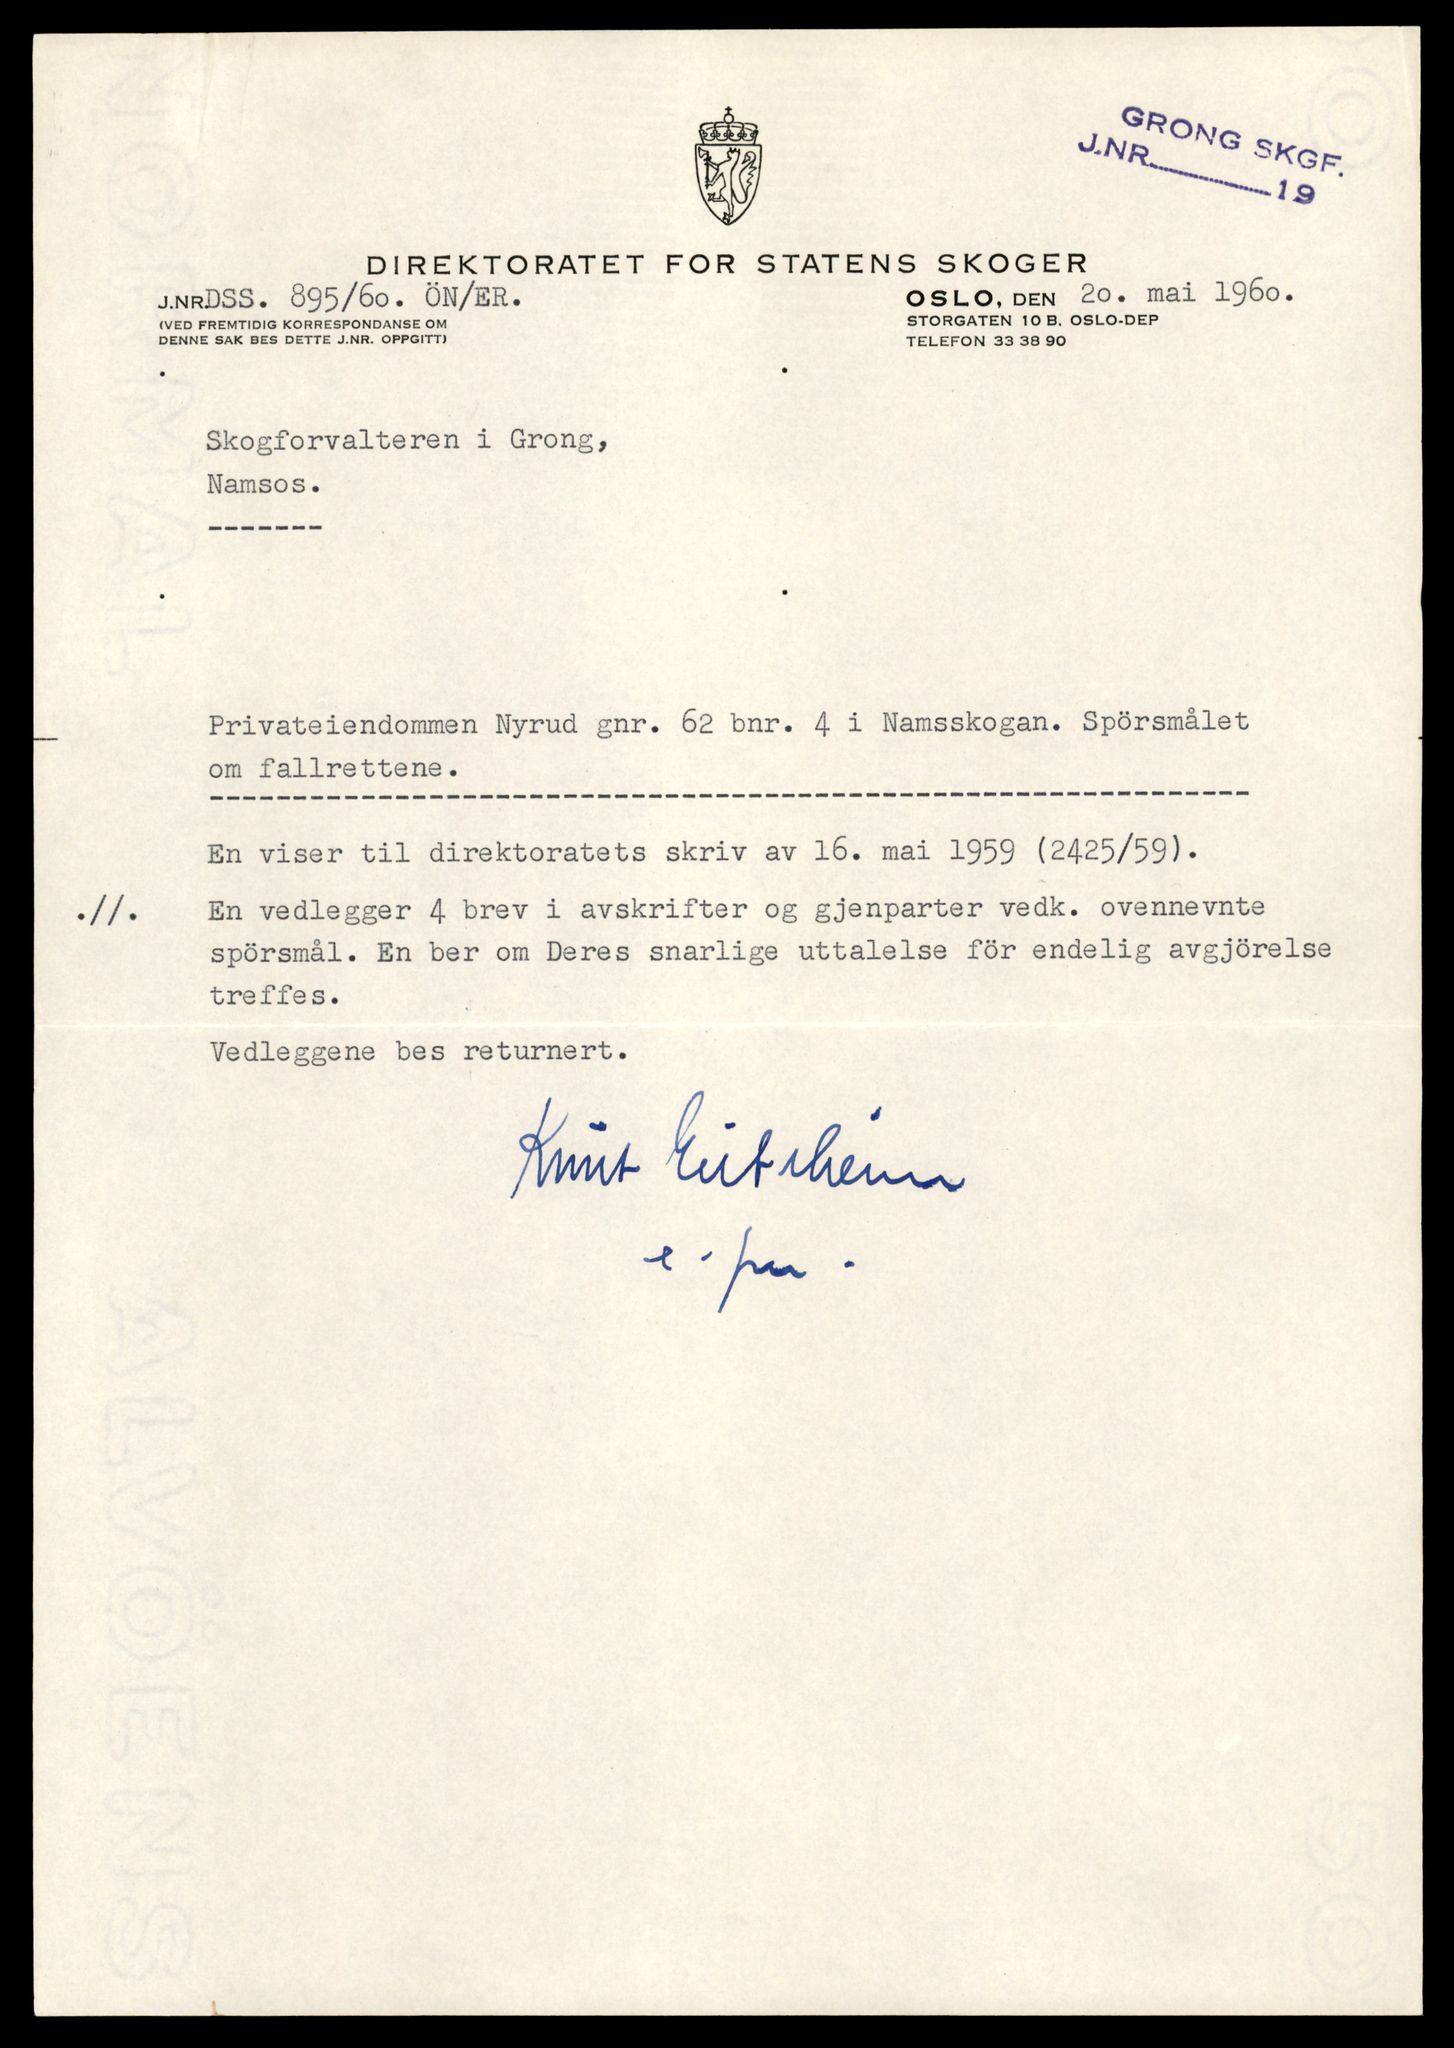 GRONG SKGF.
J.NR. 19
DIREKTORATET FOR STATENS SKOGER
J.NR.DSS. 895/60. ÖN/ER.
(VED FREMTIDIG KORRESPONDANSE OM
DENNE SAK BES DETTE J.NR. OPPGITT)
OSLO, DEN 20. mai 1960.
STORGATEN 10 B. OSLO-DEP
TELEFON 33 38 90
Skogforvalteren i Grong,
Namsos.
-------
Privateiendommen Nyrud gnr. 62 bnr. 4 i Namsskogan. Spörsmålet
om fallrettene.
En viser til direktoratets skriv av 16. mai 1959 (2425/59).
.//. En vedlegger 4 brev i avskrifter og gjenparter vedk. ovennevnte
spörsmål. En ber om Deres snarlige uttalelse för endelig avgjörelse
treffes.
Vedleggene bes returnert.
Knut
NORMAL
ALVØENS